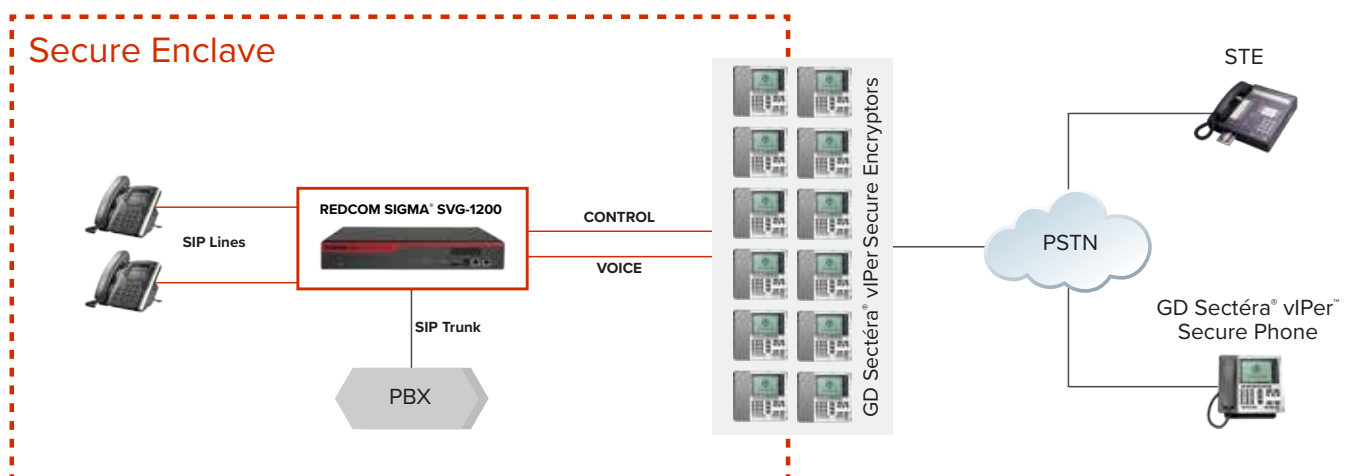 Secure Enclave
SIP Lines
REDCOM SIGMA® SVG-1200
SIP Trunk
PBX
CONTROL
VOICE
GD Sectéra® vIPer Secure Encryptors
PSTN
STE
GD Sectéra® vIPer™
Secure Phone